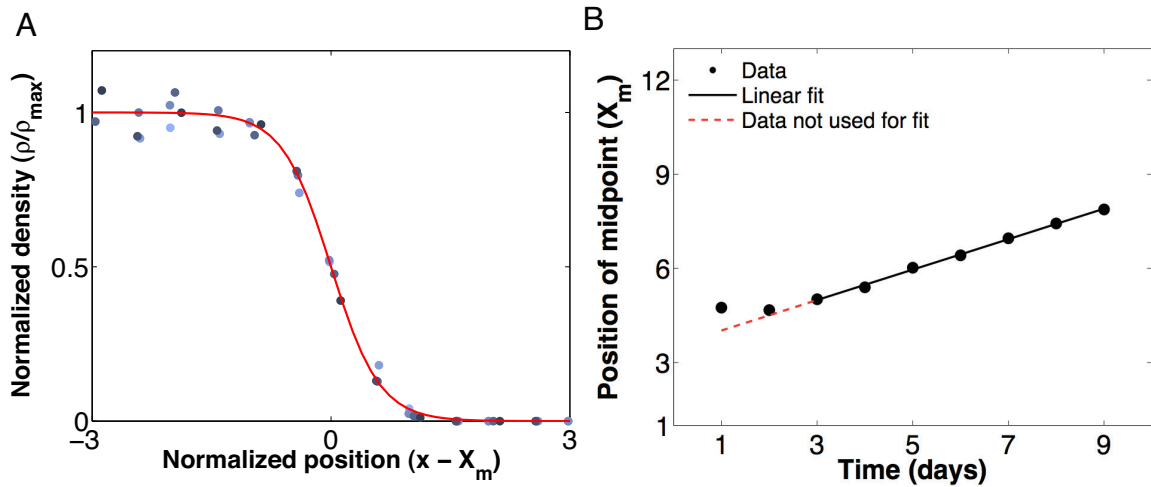 A
Normalized density (ρ/ρmax)
1
0.5
0
−3
0
3
Normalized position (x − Xm)
B
Position of midpoint (Xm)
12
9
6
3
1
Data
Linear fit
Data not used for fit
1
3
5
7
9
Time (days)